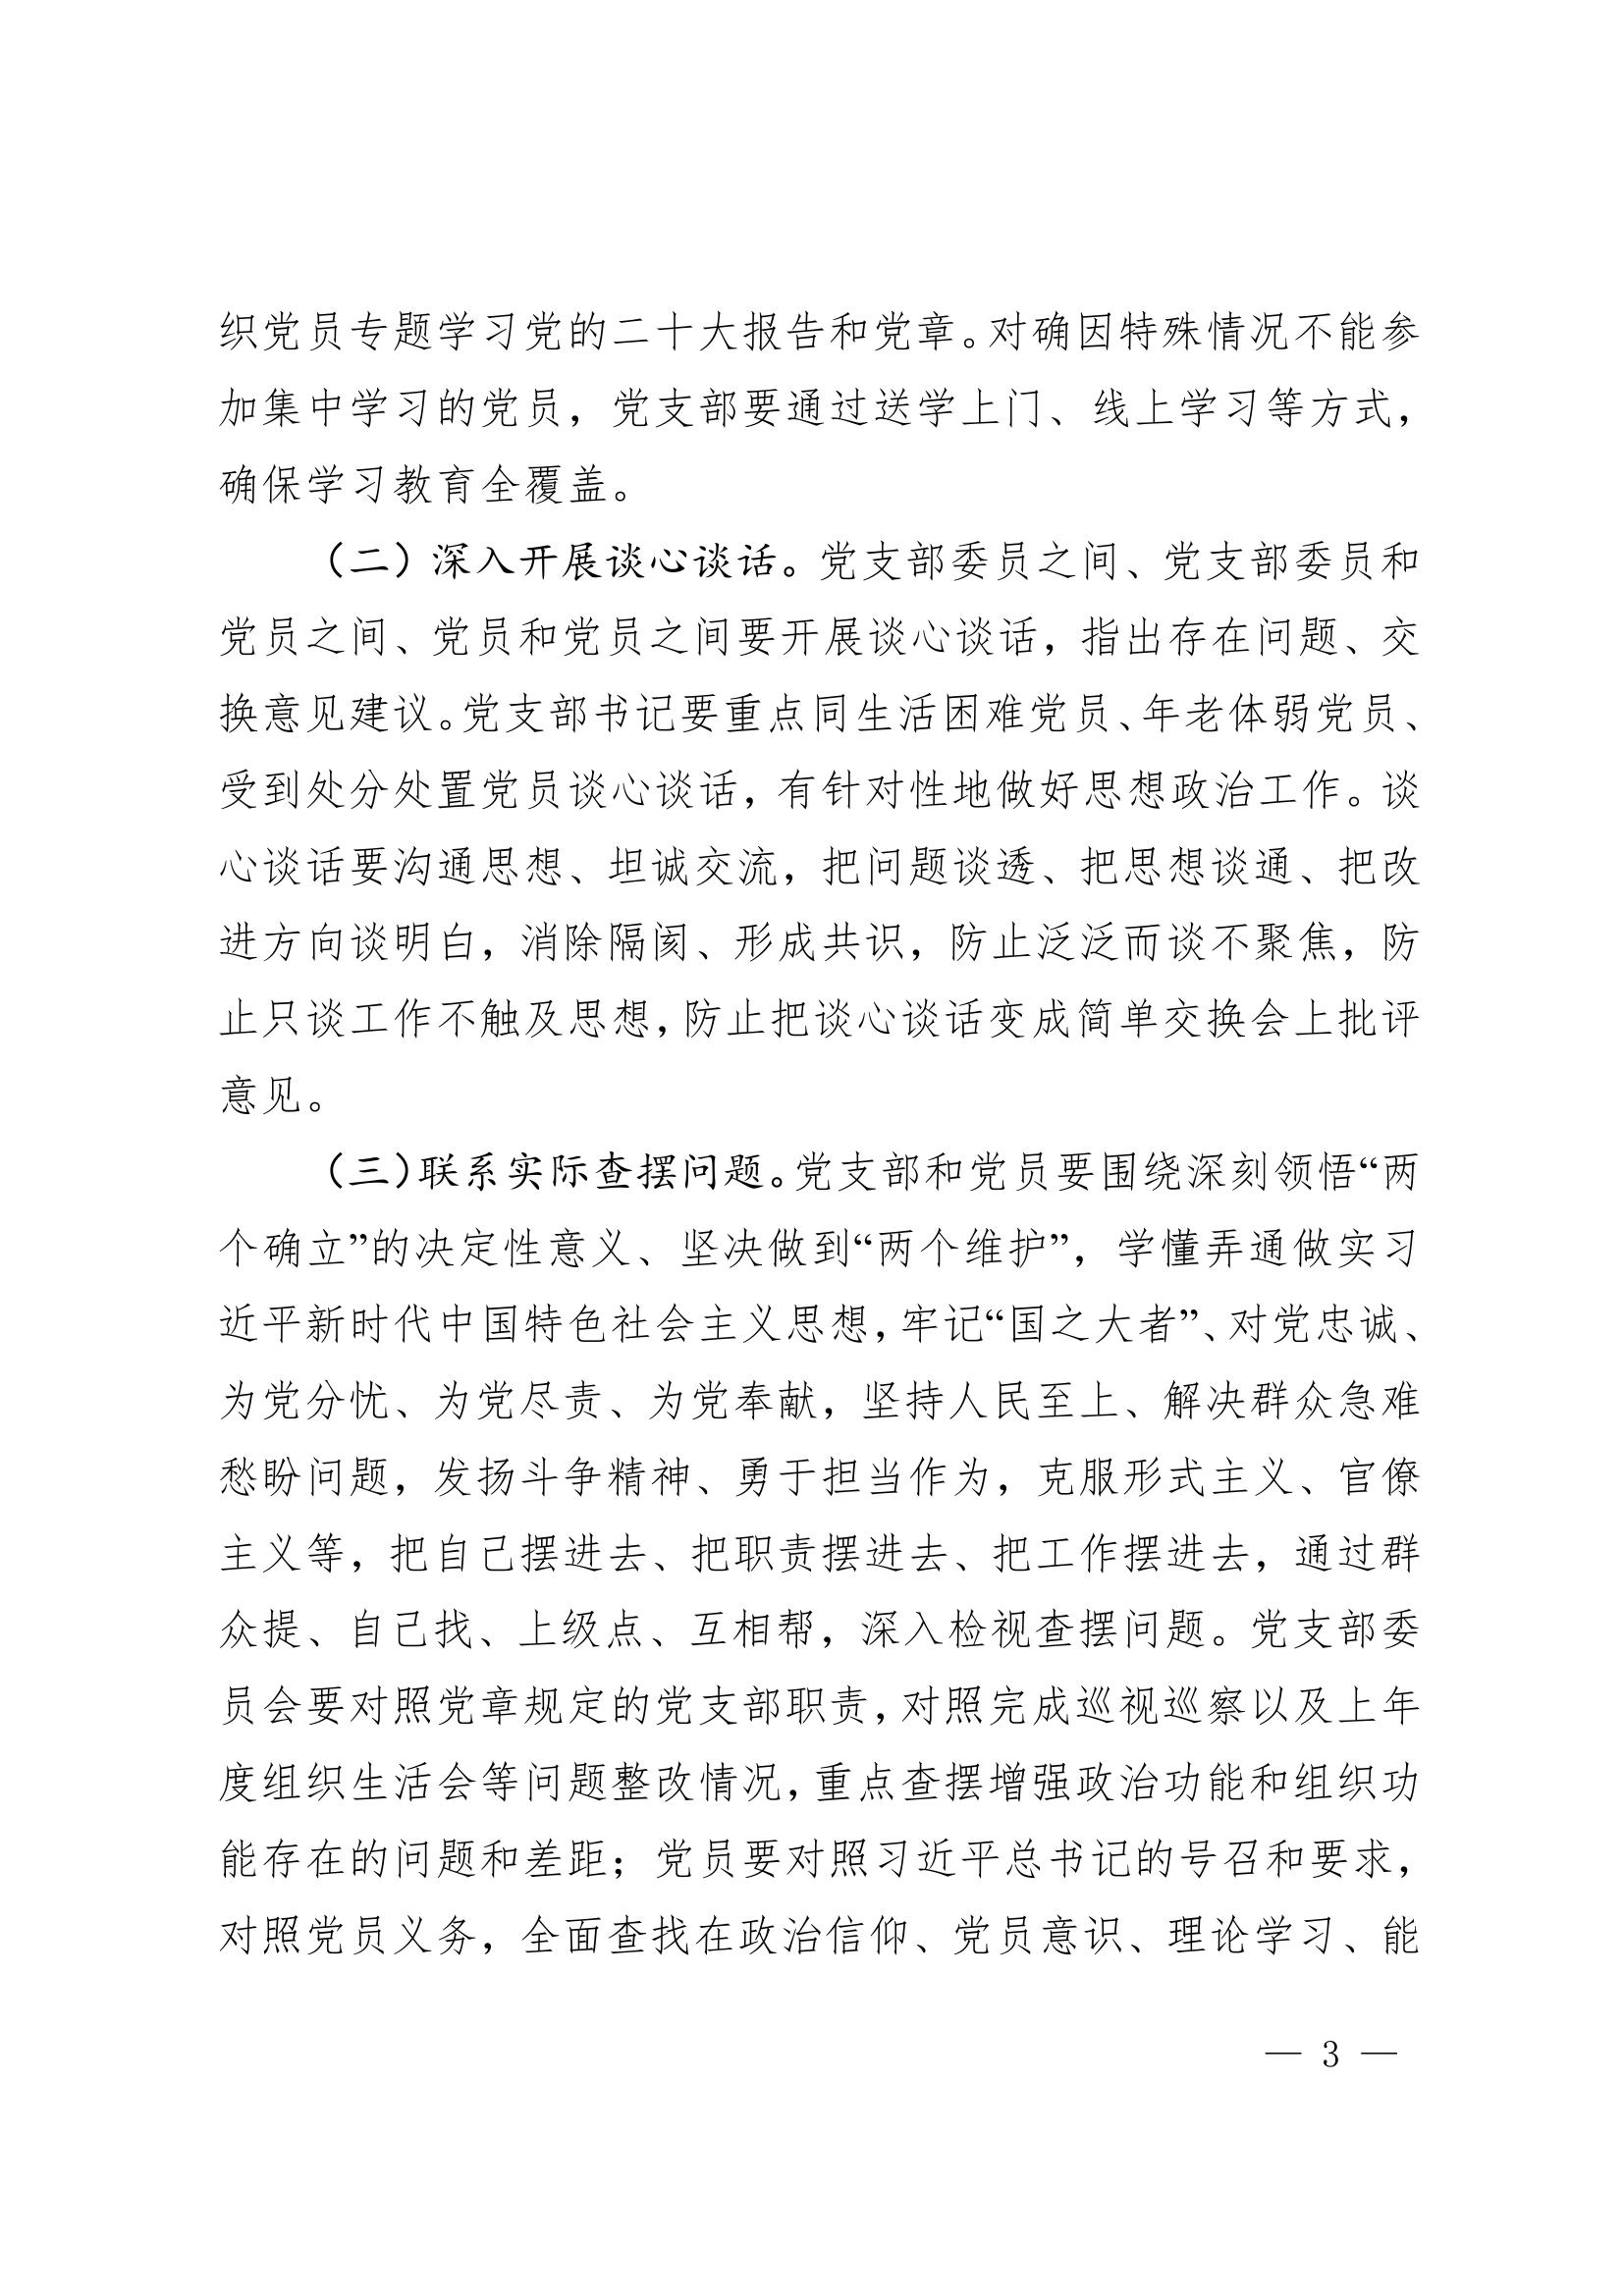 织党员专题学习党的二十大报告和党章。对确因特殊情况不能参
加集中学习的党员，党支部要通过送学上门、线上学习等方式，
确保学习教育全覆盖。
（二）深入开展谈心谈话。党支部委员之间、党支部委员和
党员之间、党员和党员之间要开展谈心谈话，指出存在问题、交
换意见建议。党支部书记要重点同生活困难党员、年老体弱党员、
受到处分处置党员谈心谈话，有针对性地做好思想政治工作。谈
心谈话要沟通思想、坦诚交流，把问题谈透、把思想谈通、把改
进方向谈明白，消除隔阂、形成共识，防止泛泛而谈不聚焦，防
止只谈工作不触及思想，防止把谈心谈话变成简单交换会上批评
意见。
（三）联系实际查摆问题。党支部和党员要围绕深刻领悟“两
个确立”的决定性意义、坚决做到“两个维护”，学懂弄通做实习
近平新时代中国特色社会主义思想，牢记“国之大者”、对党忠诚、
为党分忧、为党尽责、为党奉献，坚持人民至上、解决群众急难
愁盼问题，发扬斗争精神、勇于担当作为，克服形式主义、官僚
主义等，把自己摆进去、把职责摆进去、把工作摆进去，通过群
众提、自己找、上级点、互相帮，深入检视查摆问题。党支部委
员会要对照党章规定的党支部职责，对照完成巡视巡察以及上年
度组织生活会等问题整改情况，重点查摆增强政治功能和组织功
能存在的问题和差距；党员要对照习近平总书记的号召和要求，
对照党员义务，全面查找在政治信仰、党员意识、理论学习、能
— 3 —